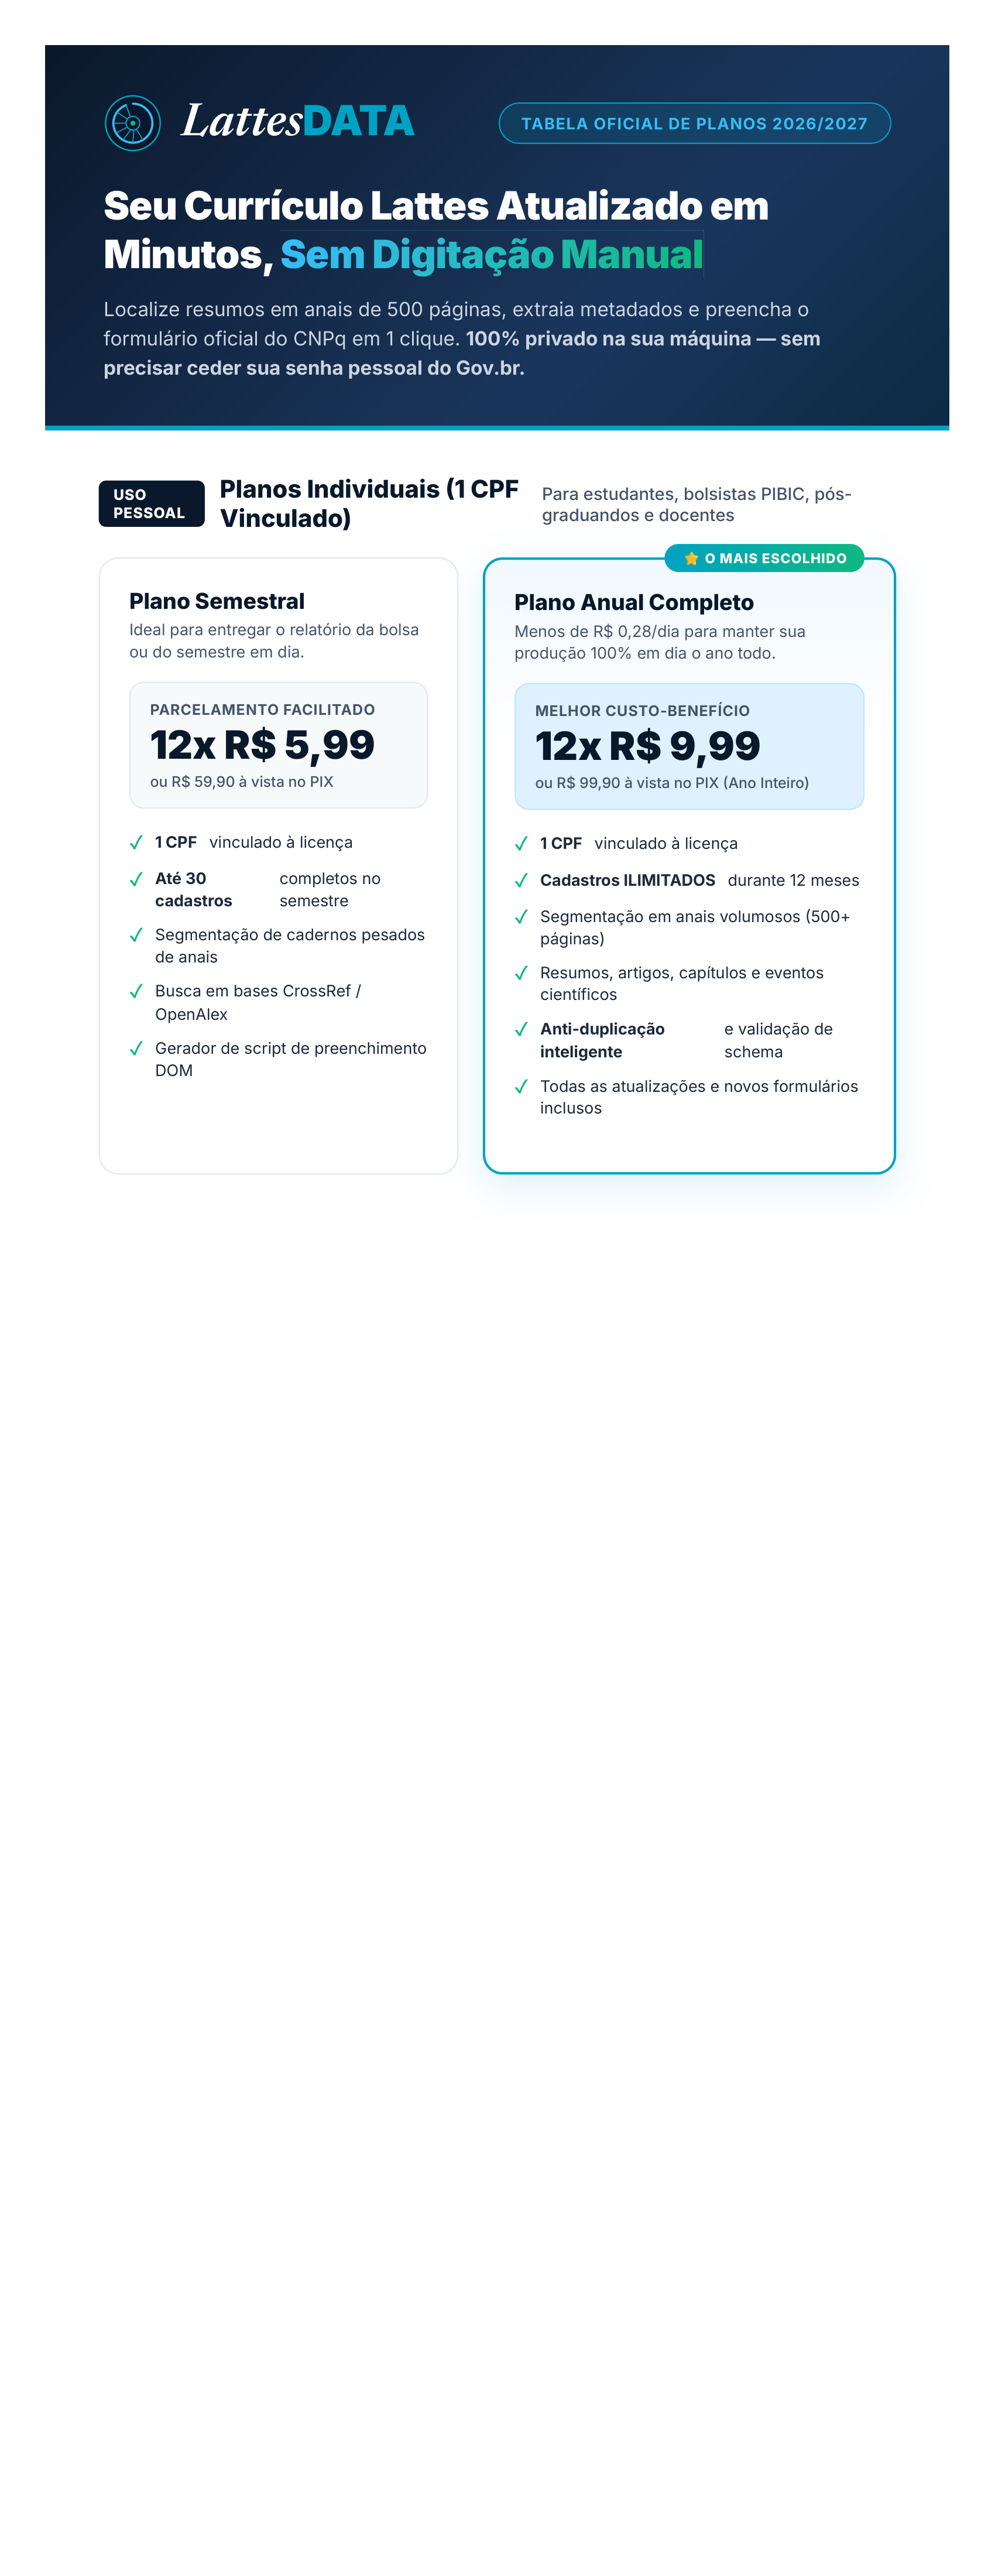 LattesDATA
TABELA OFICIAL DE PLANOS 2026/2027
Seu Currículo Lattes Atualizado em
Minutos, Sem Digitação Manual
Localize resumos em anais de 500 páginas, extraia metadados e preencha o
formulário oficial do CNPq em 1 clique. 100% privado na sua máquina — sem
precisar ceder sua senha pessoal do Gov.br.
USO
PESSOAL
Planos Individuais (1 CPF
Vinculado)
Para estudantes, bolsistas PIBIC, pós-
graduandos e docentes
Plano Semestral
Ideal para entregar o relatório da bolsa
ou do semestre em dia.
PARCELAMENTO FACILITADO
12x R$ 5,99
ou R$ 59,90 à vista no PIX
✓ 1 CPF vinculado à licença
✓ Até 30 completos no
cadastros semestre
✓ Segmentação de cadernos pesados
de anais
✓ Busca em bases CrossRef /
OpenAlex
✓ Gerador de script de preenchimento
DOM
⭐ O MAIS ESCOLHIDO
Plano Anual Completo
Menos de R$ 0,28/dia para manter sua
produção 100% em dia o ano todo.
MELHOR CUSTO-BENEFÍCIO
12x R$ 9,99
ou R$ 99,90 à vista no PIX (Ano Inteiro)
✓ 1 CPF vinculado à licença
✓ Cadastros ILIMITADOS durante 12 meses
✓ Segmentação em anais volumosos (500+
páginas)
✓ Resumos, artigos, capítulos e eventos
científicos
✓ Anti-duplicação e validação de
inteligente schema
✓ Todas as atualizações e novos formulários
inclusos